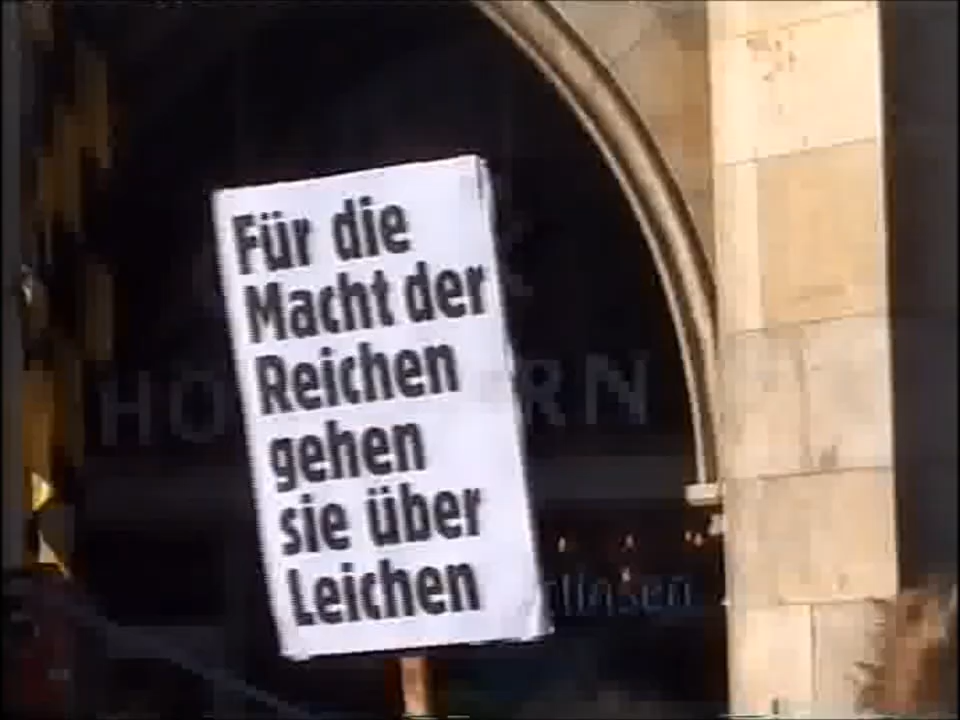 Für die
Macht der
Reichen
gehen
sie über
Leichen